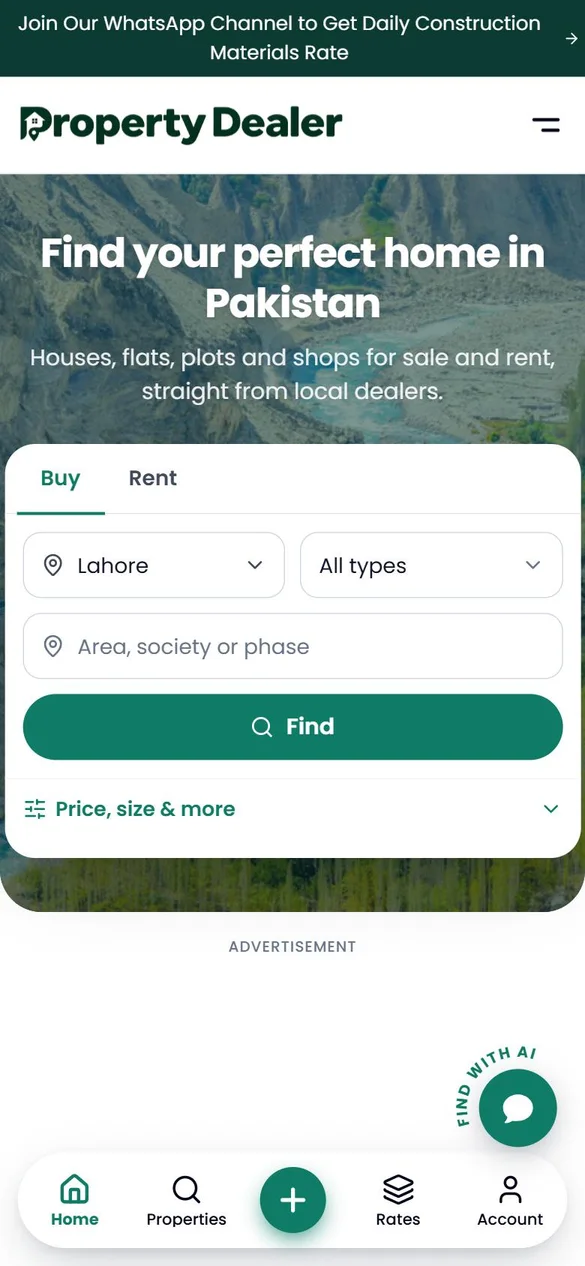 Join Our WhatsApp Channel to Get Daily Construction
Materials Rate
Property Dealer
Find your perfect home in
Pakistan
Houses, flats, plots and shops for sale and rent,
straight from local dealers.
Buy Rent
Lahore All types
Area, society or phase
Find
Price, size & more
ADVERTISEMENT
FIND WITH AI
Home Properties Rates Account